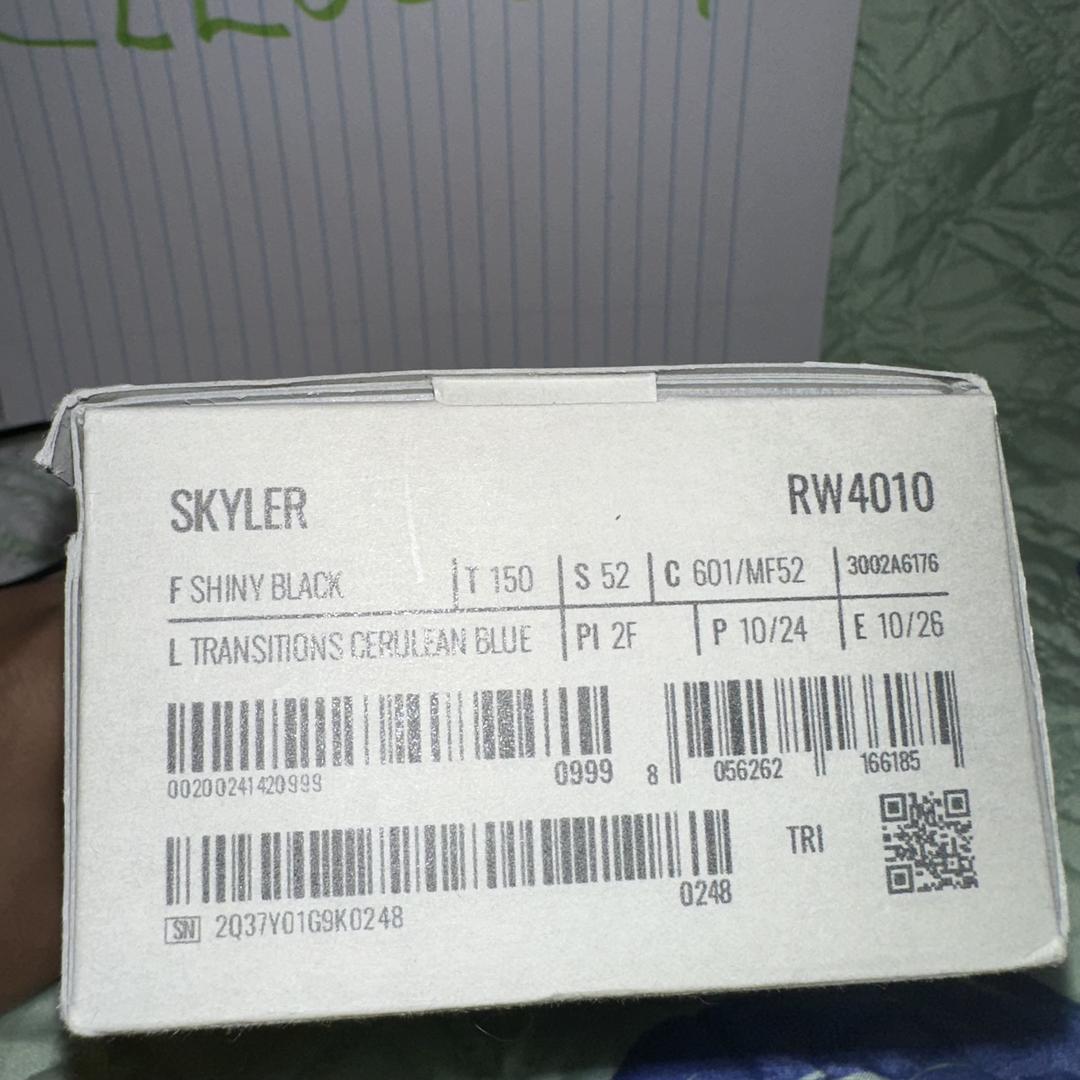 SKYLER
RW4010
F SHINY BLACK T 150 S 52 C 601/MF52 3002A6176
L TRANSITIONS CERULEAN BLUE PI 2F P 10/24 E 10/26
00200241420999 0999
8 056262 166185
0248
TRI
SN 2Q37Y01G9K0248